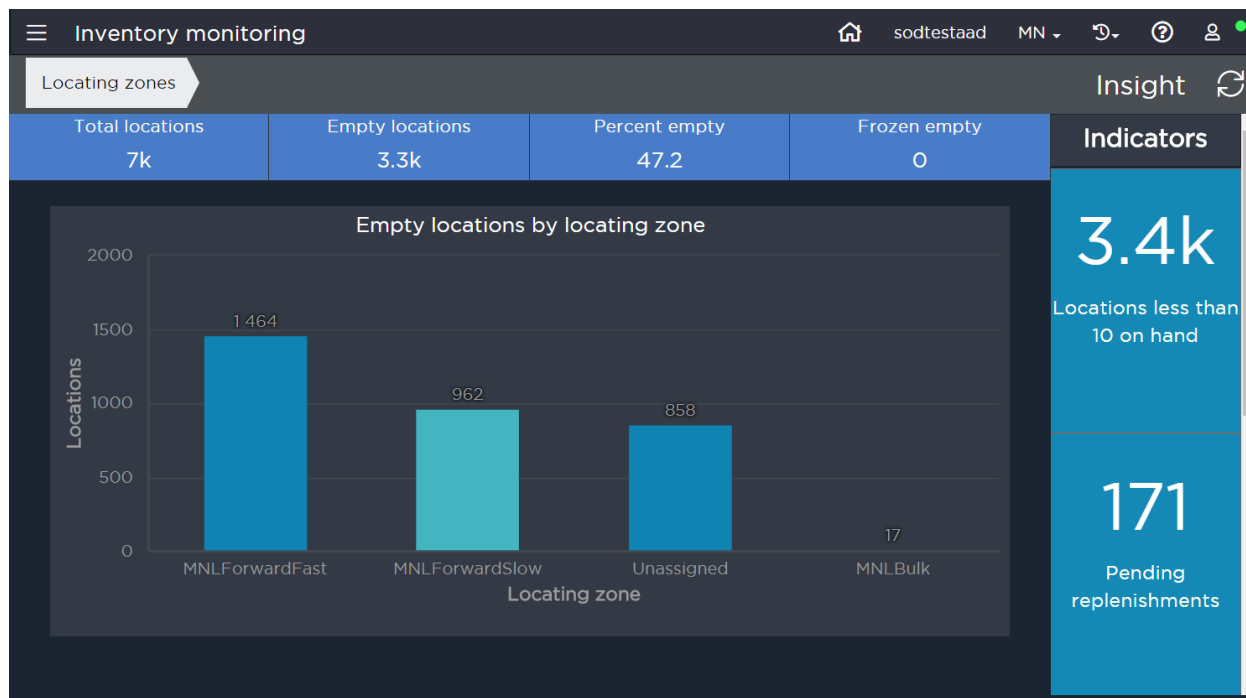 Inventory monitoring
sodtestaad MN
Locating zones
Insight
Total locations Empty locations Percent empty Frozen empty
7k 3.3k 47.2 0
Indicators
3.4k
Locations less than
10 on hand
171
Pending
replenishments
Empty locations by locating zone
Locations
2000
1500
1000
500
0
1 464
962
858
17
MNLForwardFast MNLForwardSlow Unassigned MNLBulk
Locating zone